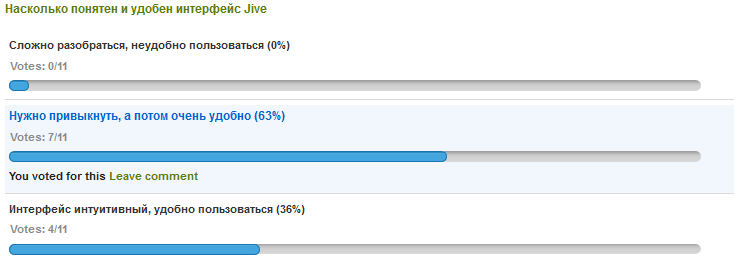 Насколько понятен и удобен интерфейс Jive
Сложно разобраться, неудобно пользоваться (0%)
Votes: 0/11
Нужно привыкнуть, а потом очень удобно (63%)
Votes: 7/11
You voted for this Leave comment
Интерфейс интуитивный, удобно пользоваться (36%)
Votes: 4/11